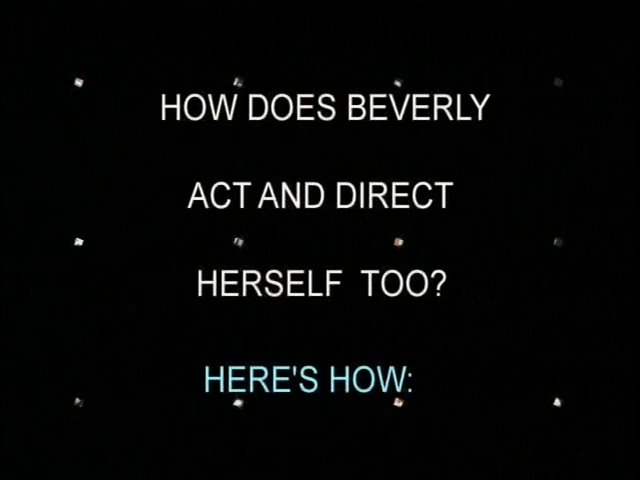 HOW DOES BEVERLY
ACT AND DIRECT
HERSELF TOO?
HERE'S HOW: